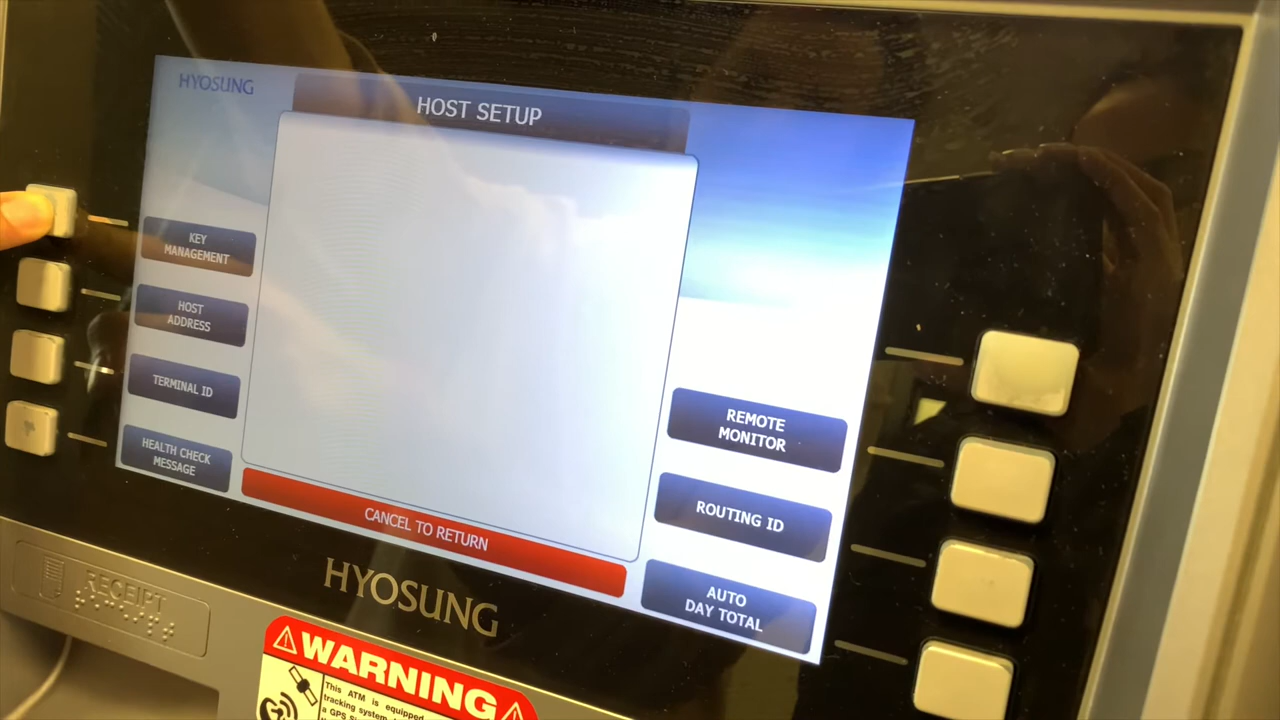 HYOSUNG
HOST SETUP
KEY
MANAGEMENT
HOST
ADDRESS
TERMINAL ID
HEALTH CHECK
MESSAGE
REMOTE
MONITOR
ROUTING ID
AUTO
DAY TOTAL
CANCEL TO RETURN
HYOSUNG
RECEIPT
WARNING
This ATM is equipped
tracking system,
a GPS